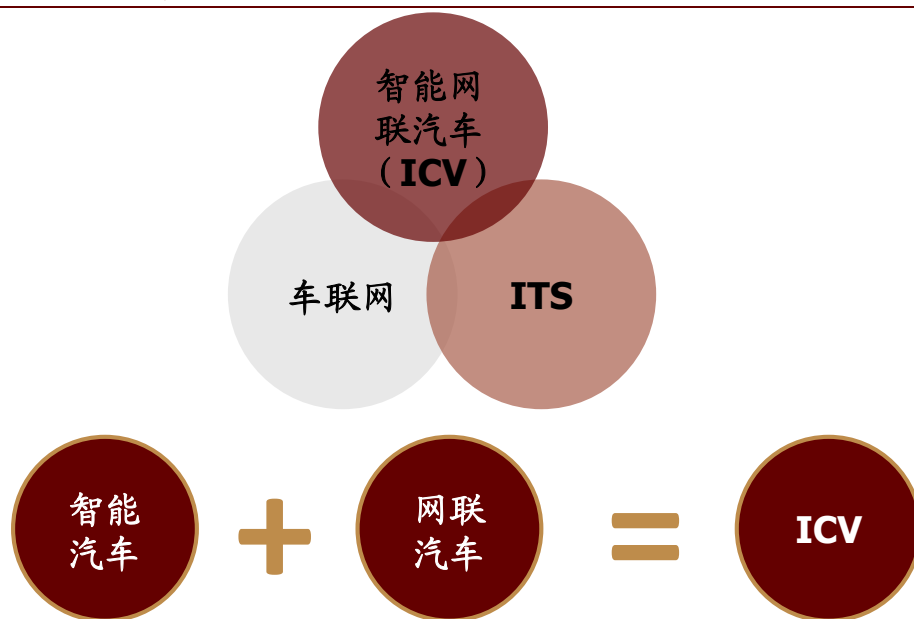 智能网
联汽车
（ICV）
车联网
ITS
智能
汽车
+
网联
汽车
=
ICV